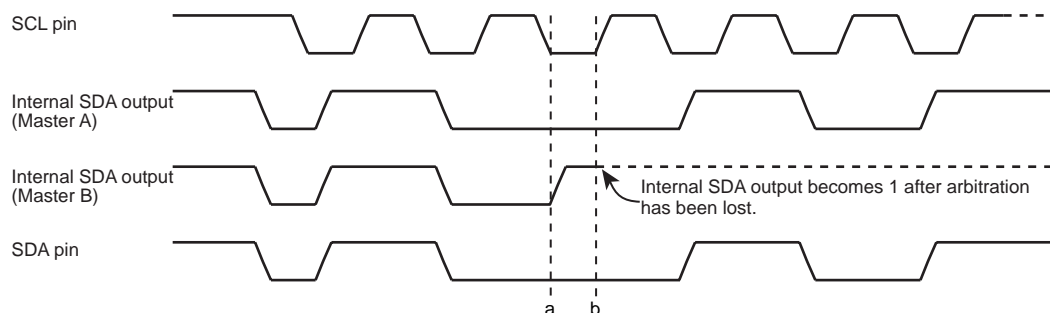 SCL pin
Internal SDA output
(Master A)
Internal SDA output
(Master B)
Internal SDA output becomes 1 after arbitration
has been lost.
SDA pin
a b